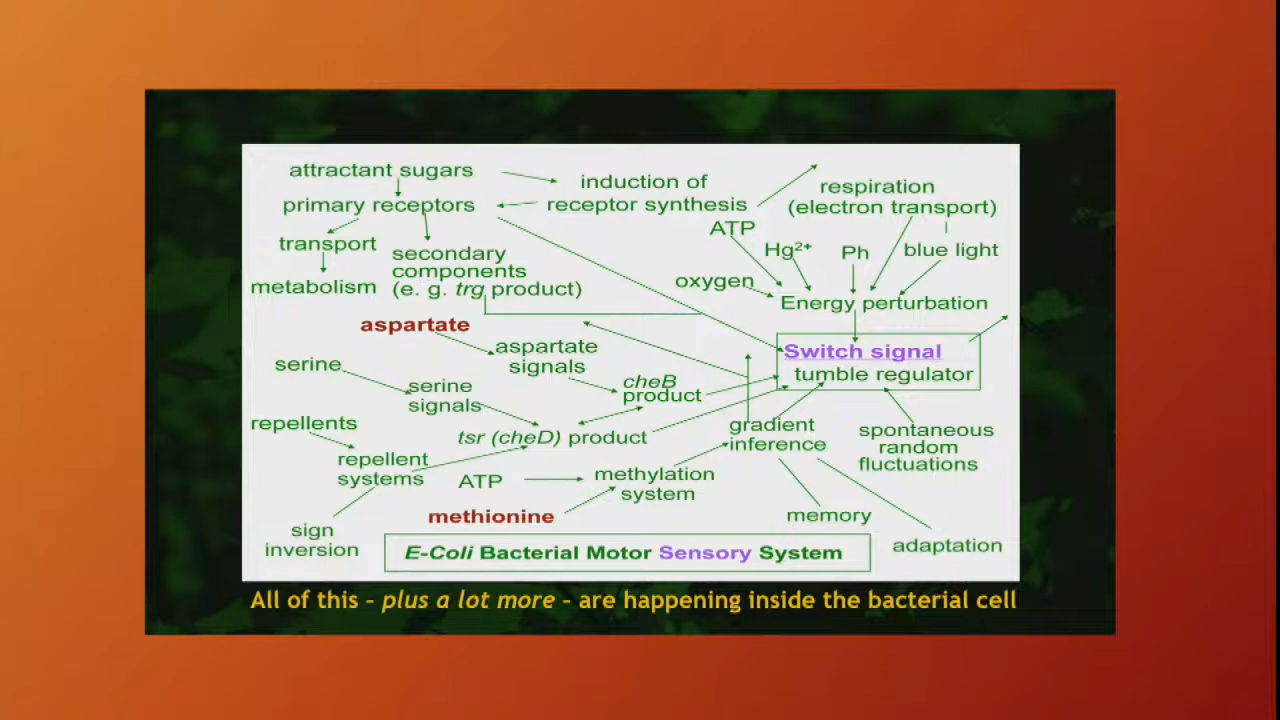 attractant sugars
induction of
receptor synthesis
primary receptors
respiration
(electron transport)
transport
metabolism
secondary
components
(e. g. trg product)
ATP
Hg²⁺
Ph
blue light
oxygen
Energy perturbation
aspartate
aspartate
signals
Switch signal
tumble regulator
serine
serine
signals
cheB
product
repellents
tsr (cheD) product
gradient
inference
spontaneous
random
fluctuations
repellent
systems
ATP
methylation
system
methionine
memory
sign
inversion
adaptation
E-Coli Bacterial Motor Sensory System
All of this – plus a lot more – are happening inside the bacterial cell